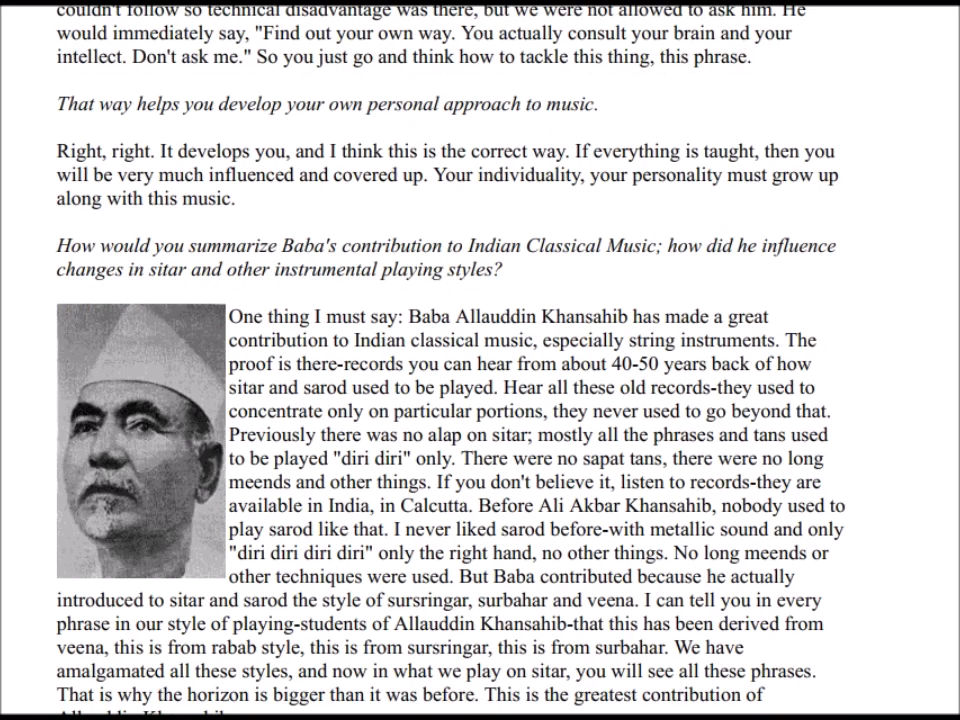 couldn't follow so technical disadvantage was there, but we were not allowed to ask him. He
would immediately say, "Find out your own way. You actually consult your brain and your
intellect. Don't ask me." So you just go and think how to tackle this thing, this phrase.
That way helps you develop your own personal approach to music.
Right, right. It develops you, and I think this is the correct way. If everything is taught, then you
will be very much influenced and covered up. Your individuality, your personality must grow up
along with this music.
How would you summarize Baba's contribution to Indian Classical Music; how did he influence
changes in sitar and other instrumental playing styles?
One thing I must say: Baba Allauddin Khansahib has made a great
contribution to Indian classical music, especially string instruments. The
proof is there-records you can hear from about 40-50 years back of how
sitar and sarod used to be played. Hear all these old records-they used to
concentrate only on particular portions, they never used to go beyond that.
Previously there was no alap on sitar; mostly all the phrases and tans used
to be played "diri diri" only. There were no sapat tans, there were no long
meends and other things. If you don't believe it, listen to records-they are
available in India, in Calcutta. Before Ali Akbar Khansahib, nobody used to
play sarod like that. I never liked sarod before-with metallic sound and only
"diri diri diri diri" only the right hand, no other things. No long meends or
other techniques were used. But Baba contributed because he actually
introduced to sitar and sarod the style of sursringar, surbahar and veena. I can tell you in every
phrase in our style of playing-students of Allauddin Khansahib-that this has been derived from
veena, this is from rabab style, this is from sursringar, this is from surbahar. We have
amalgamated all these styles, and now in what we play on sitar, you will see all these phrases.
That is why the horizon is bigger than it was before. This is the greatest contribution of